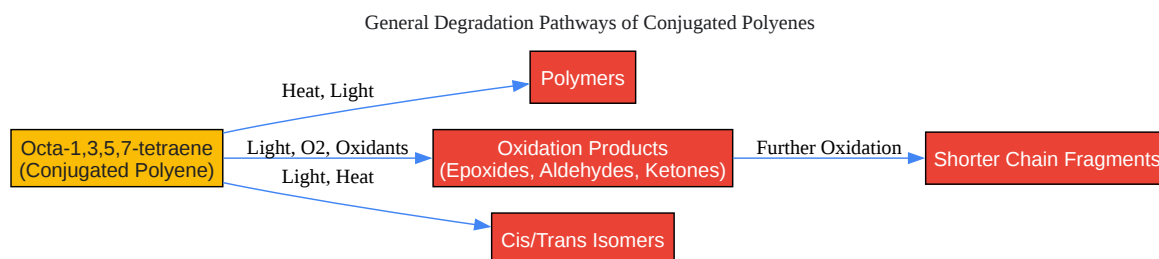 General Degradation Pathways of Conjugated Polyenes
Heat, Light
Polymers
Octa-1,3,5,7-tetraene
(Conjugated Polyene)
Light, O2, Oxidants
Oxidation Products
(Epoxides, Aldehydes, Ketones)
Further Oxidation
Shorter Chain Fragments
Light, Heat
Cis/Trans Isomers